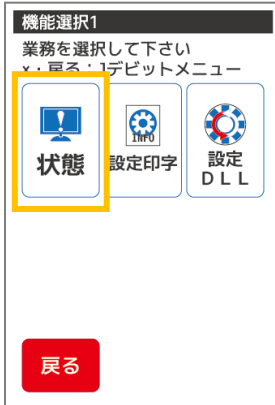 機能選択1
業務を選択して下さい
x・戻る：Jデビットメニュー
状態
INFO
設定印字
設定
DLL
戻る